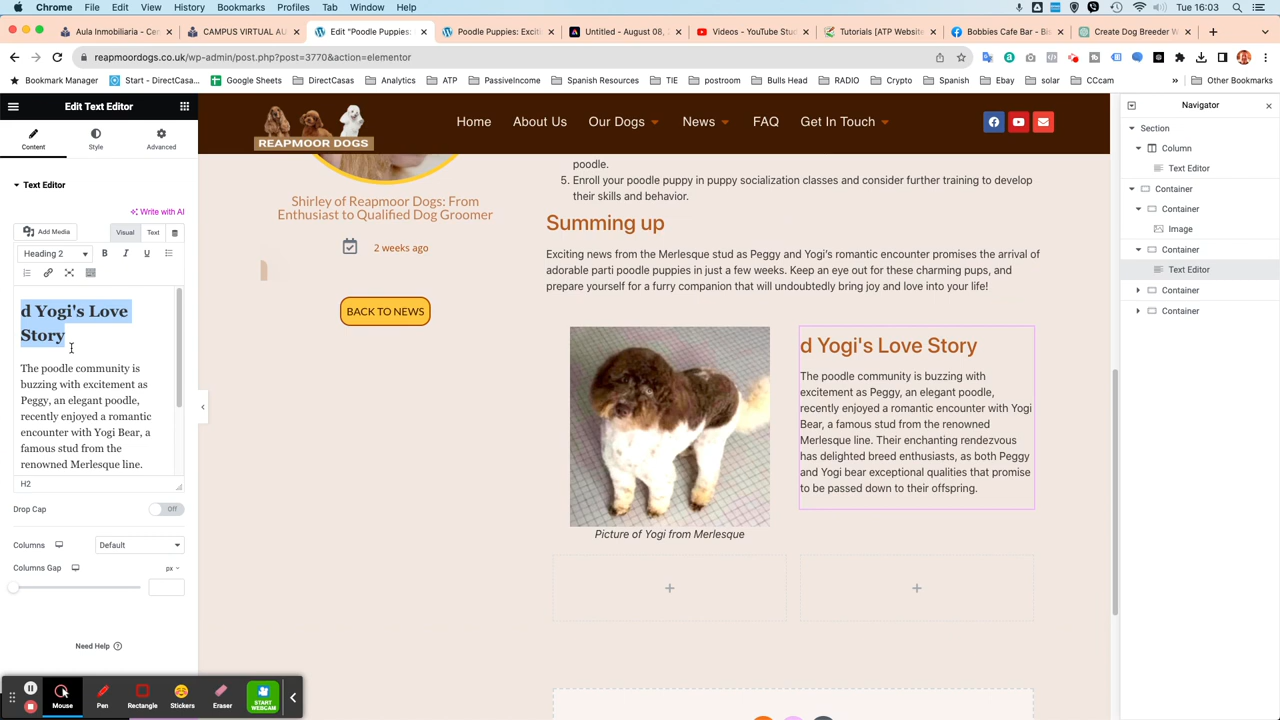 Chrome File Edit View History Bookmarks Profiles Tab Window Help Tue 16:03
Aula Inmobiliaria - Cen
CAMPUS VIRTUAL AU
Edit "Poodle Puppies:
Poodle Puppies: Exciti
Untitled - August 08, 2
Videos - YouTube Stud
Tutorials [ATP Website
Bobbies Cafe Bar - Bis
Create Dog Breeder W
reapmoordogs.co.uk/wp-admin/post.php?post=3770&action=elementor
Bookmark Manager Start - DirectCasa... Google Sheets DirectCasas Analytics ATP PassiveIncome Spanish Resources TIE postroom Bulls Head RADIO Crypto Spanish Ebay solar CCcam » Other Bookmarks
Edit Text Editor
Content Style Advanced
Text Editor
Write with AI
Add Media Visual Text
Heading 2 B I U
d Yogi's Love
Story
The poodle community is
buzzing with excitement as
Peggy, an elegant poodle,
recently enjoyed a romantic
encounter with Yogi Bear, a
famous stud from the
renowned Merlesque line.
H2
Drop Cap Off
Columns Default
Columns Gap px
Need Help ?
Mouse Pen Rectangle Stickers Eraser START WEBCAM
REAPMOOR DOGS
Home About Us Our Dogs News FAQ Get In Touch
Shirley of Reapmoor Dogs: From
Enthusiast to Qualified Dog Groomer
2 weeks ago
BACK TO NEWS
poodle.
5. Enroll your poodle puppy in puppy socialization classes and consider further training to develop
their skills and behavior.
Summing up
Exciting news from the Merlesque stud as Peggy and Yogi's romantic encounter promises the arrival of
adorable parti poodle puppies in just a few weeks. Keep an eye out for these charming pups, and
prepare yourself for a furry companion that will undoubtedly bring joy and love into your life!
Picture of Yogi from Merlesque
d Yogi's Love Story
The poodle community is buzzing with
excitement as Peggy, an elegant poodle,
recently enjoyed a romantic encounter with Yogi
Bear, a famous stud from the renowned
Merlesque line. Their enchanting rendezvous
has delighted breed enthusiasts, as both Peggy
and Yogi bear exceptional qualities that promise
to be passed down to their offspring.
Navigator
Section
Column
Text Editor
Container
Container
Image
Container
Text Editor
Container
Container